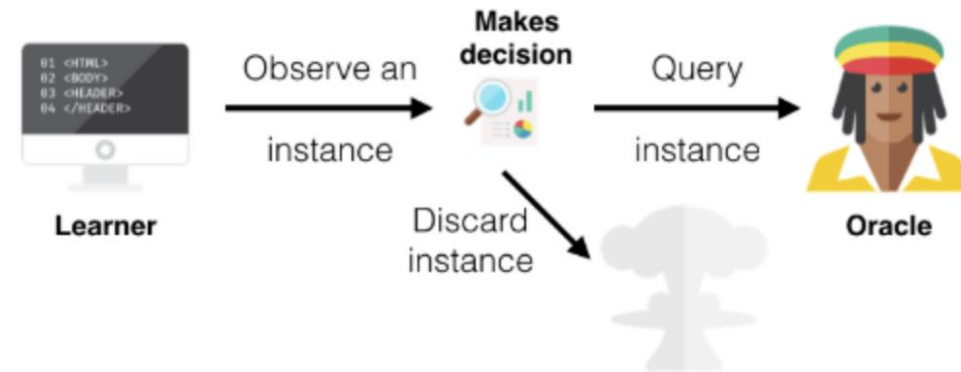 01 <HTML>
02 <BODY>
03 <HEADER>
04 </HEADER>
Learner
Observe an
instance
Makes
decision
Query
instance
Discard
instance
Oracle